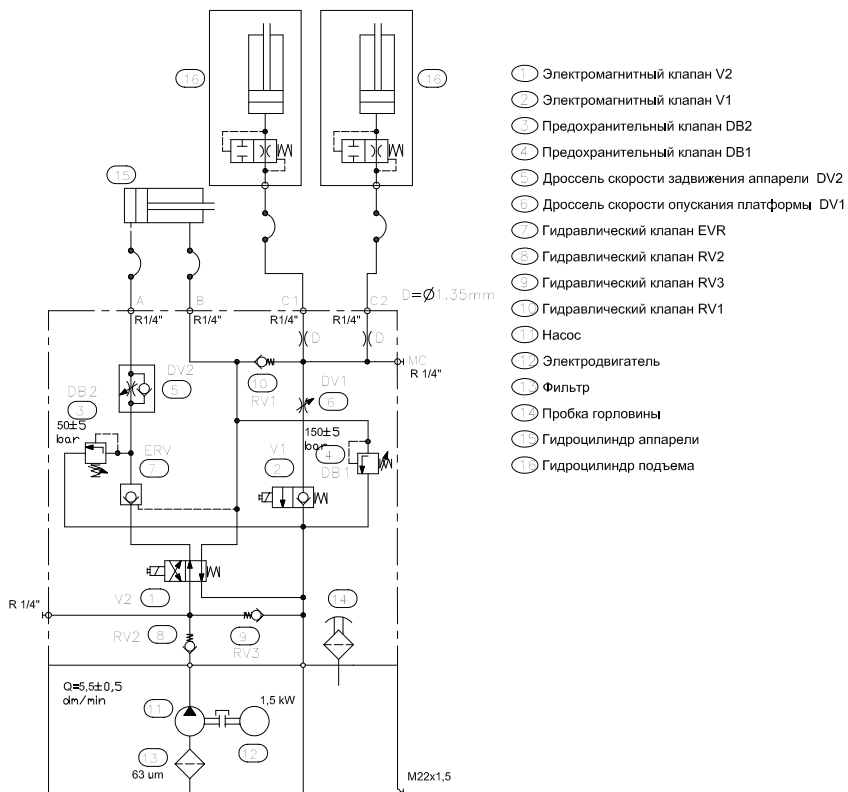 16
16
15
A
B
C1
C2
D=Ø1.35mm
R1/4"
R1/4"
R1/4"
R1/4"
D
D
MC
R 1/4"
DV2
5
10
RV1
DV1
6
DB2
3
50±5
bar
150±5
bar
4
DB1
ERV
7
V1
2
V2
1
R 1/4"
RV2
8
9
RV3
14
Q=5,5±0,5
dm/min
11
1,5 kW
12
13
63 um
M22x1,5
1 Электромагнитный клапан V2
2 Электромагнитный клапан V1
3 Предохранительный клапан DB2
4 Предохранительный клапан DB1
5 Дроссель скорости задвижения аппарели DV2
6 Дроссель скорости опускания платформы DV1
7 Гидравлический клапан EVR
8 Гидравлический клапан RV2
9 Гидравлический клапан RV3
10 Гидравлический клапан RV1
11 Насос
12 Электродвигатель
13 Фильтр
14 Пробка горловины
15 Гидроцилиндр аппарели
16 Гидроцилиндр подъема